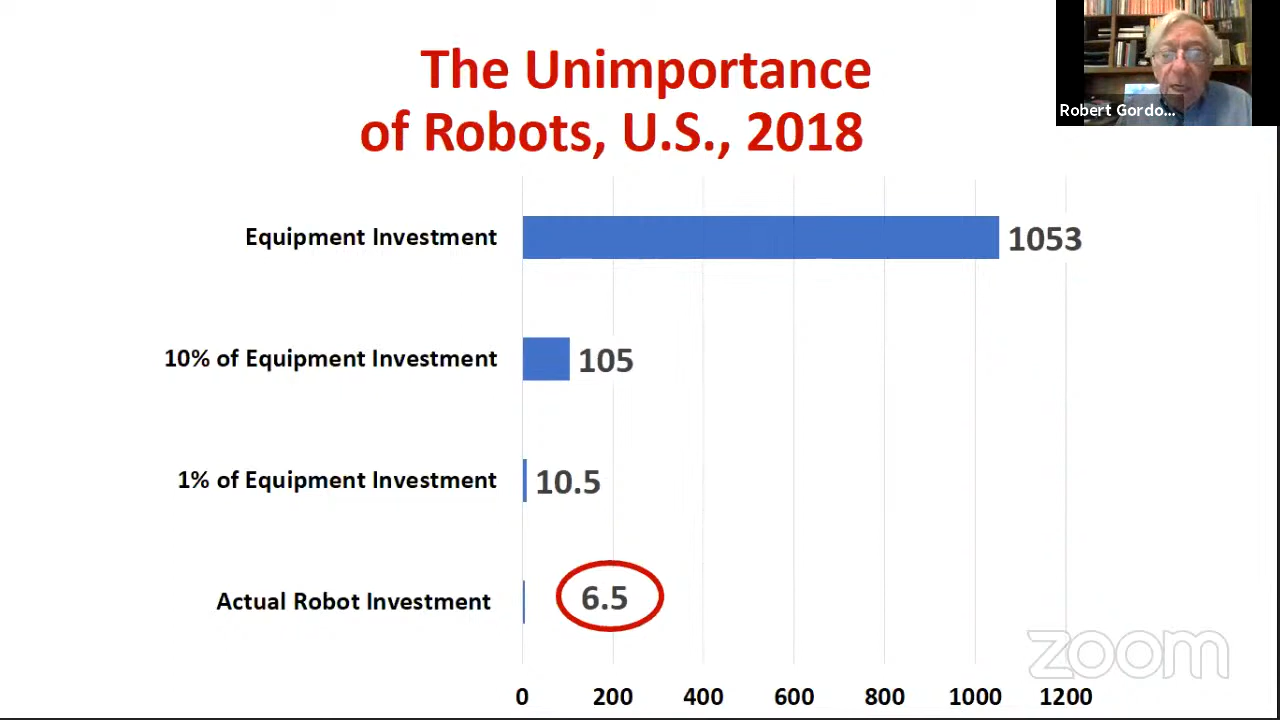 The Unimportance
of Robots, U.S., 2018
Robert Gordo...
Equipment Investment
1053
10% of Equipment Investment
105
1% of Equipment Investment
10.5
Actual Robot Investment
6.5
zoom
0 200 400 600 800 1000 1200